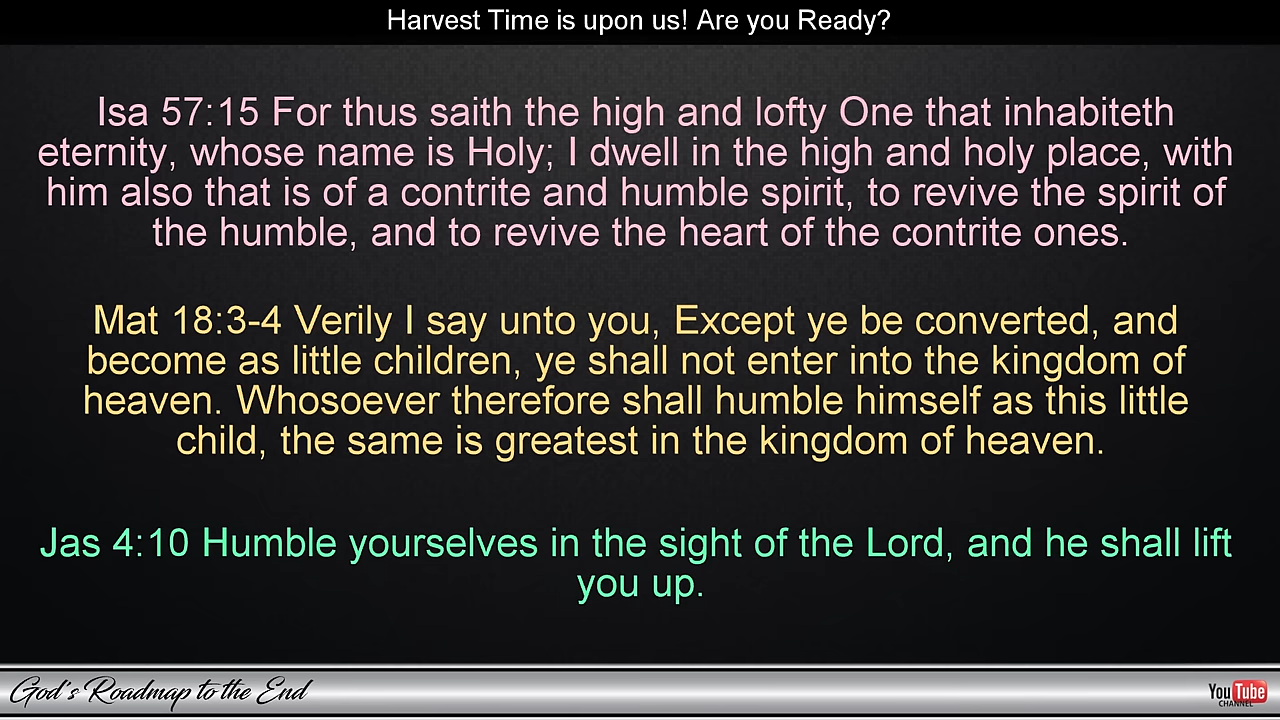 Harvest Time is upon us! Are you Ready?
Isa 57:15 For thus saith the high and lofty One that inhabiteth
eternity, whose name is Holy; I dwell in the high and holy place, with
him also that is of a contrite and humble spirit, to revive the spirit of
the humble, and to revive the heart of the contrite ones.
Mat 18:3-4 Verily I say unto you, Except ye be converted, and
become as little children, ye shall not enter into the kingdom of
heaven. Whosoever therefore shall humble himself as this little
child, the same is greatest in the kingdom of heaven.
Jas 4:10 Humble yourselves in the sight of the Lord, and he shall lift
you up.
God's Roadmap to the End
YouTube
CHANNEL